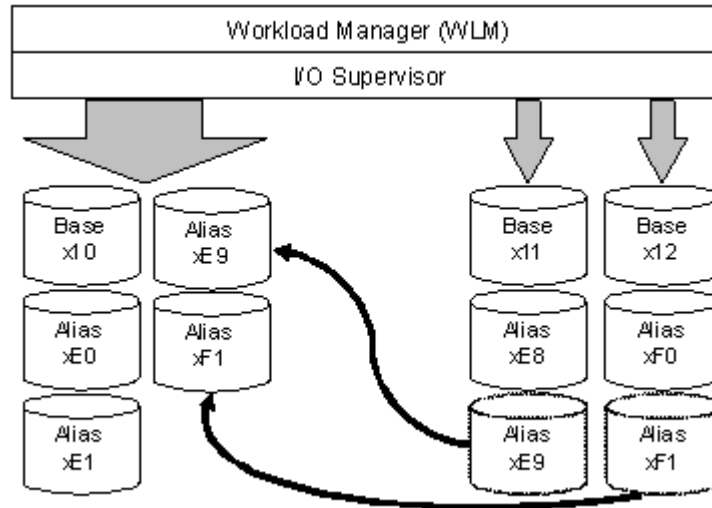 Workload Manager (WLM)
I/O Supervisor
Base
x10
Alias
xE9
Base
x11
Base
x12
Alias
xE0
Alias
xF1
Alias
xE8
Alias
xF0
Alias
xE1
Alias
xE9
Alias
xF1